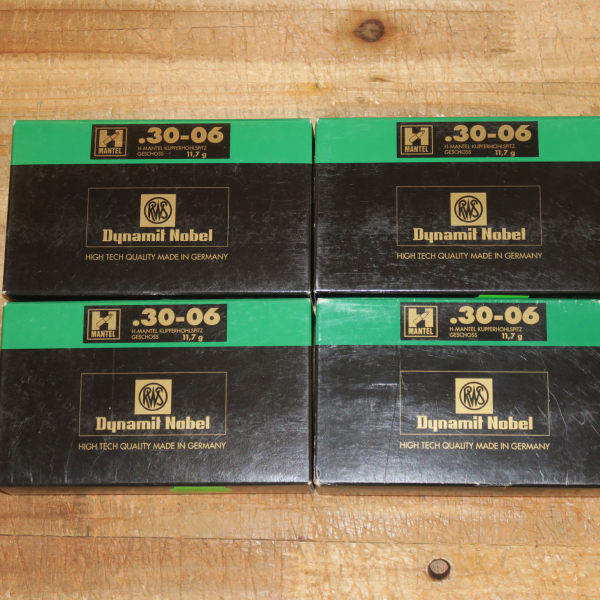 H
MANTEL
.30-06
H-MANTEL KUPFERHOHLSPITZ
GESCHOSS 11,7 g
RWS
Dynamit Nobel
HIGH TECH QUALITY MADE IN GERMANY
H
MANTEL
.30-06
H-MANTEL KUPFERHOHLSPITZ
GESCHOSS 11,7 g
RWS
Dynamit Nobel
HIGH TECH QUALITY MADE IN GERMANY
H
MANTEL
.30-06
H-MANTEL KUPFERHOHLSPITZ
GESCHOSS 11,7 g
RWS
Dynamit Nobel
HIGH TECH QUALITY MADE IN GERMANY
H
MANTEL
.30-06
H-MANTEL KUPFERHOHLSPITZ
GESCHOSS 11,7 g
RWS
Dynamit Nobel
HIGH TECH QUALITY MADE IN GERMANY